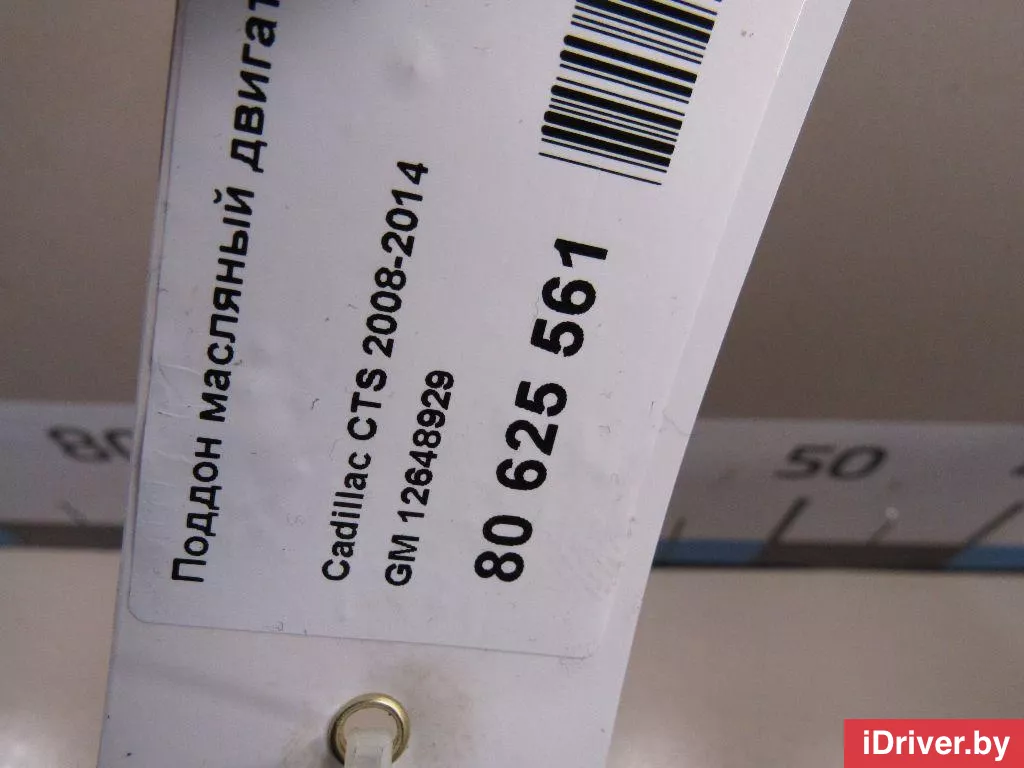 Поддон масляный двигат
Cadillac CTS 2008-2014
GM 12648929
80 625 561
80
50
iDriver.by